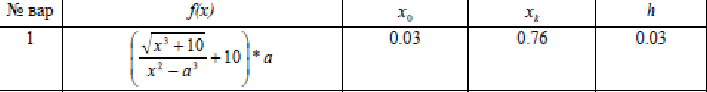 № вар f(x) x₀ xₖ h
1 (√(x³+10)/(x²−a³)+10)*a 0.03 0.76 0.03